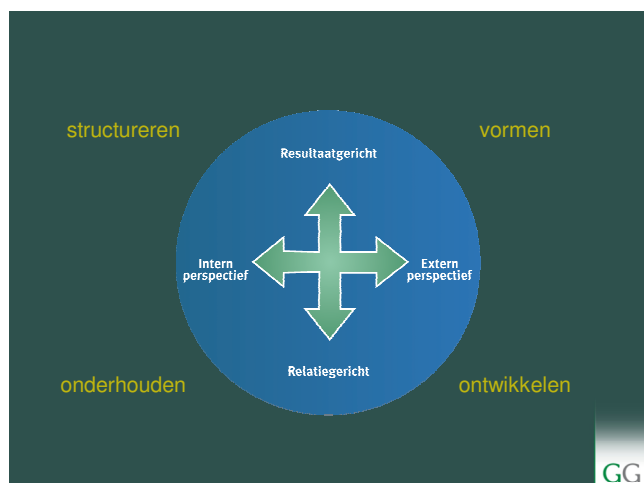 structureren
vormen
Resultaatgericht
Intern
perspectief
Extern
perspectief
Relatiegericht
onderhouden
ontwikkelen
GG